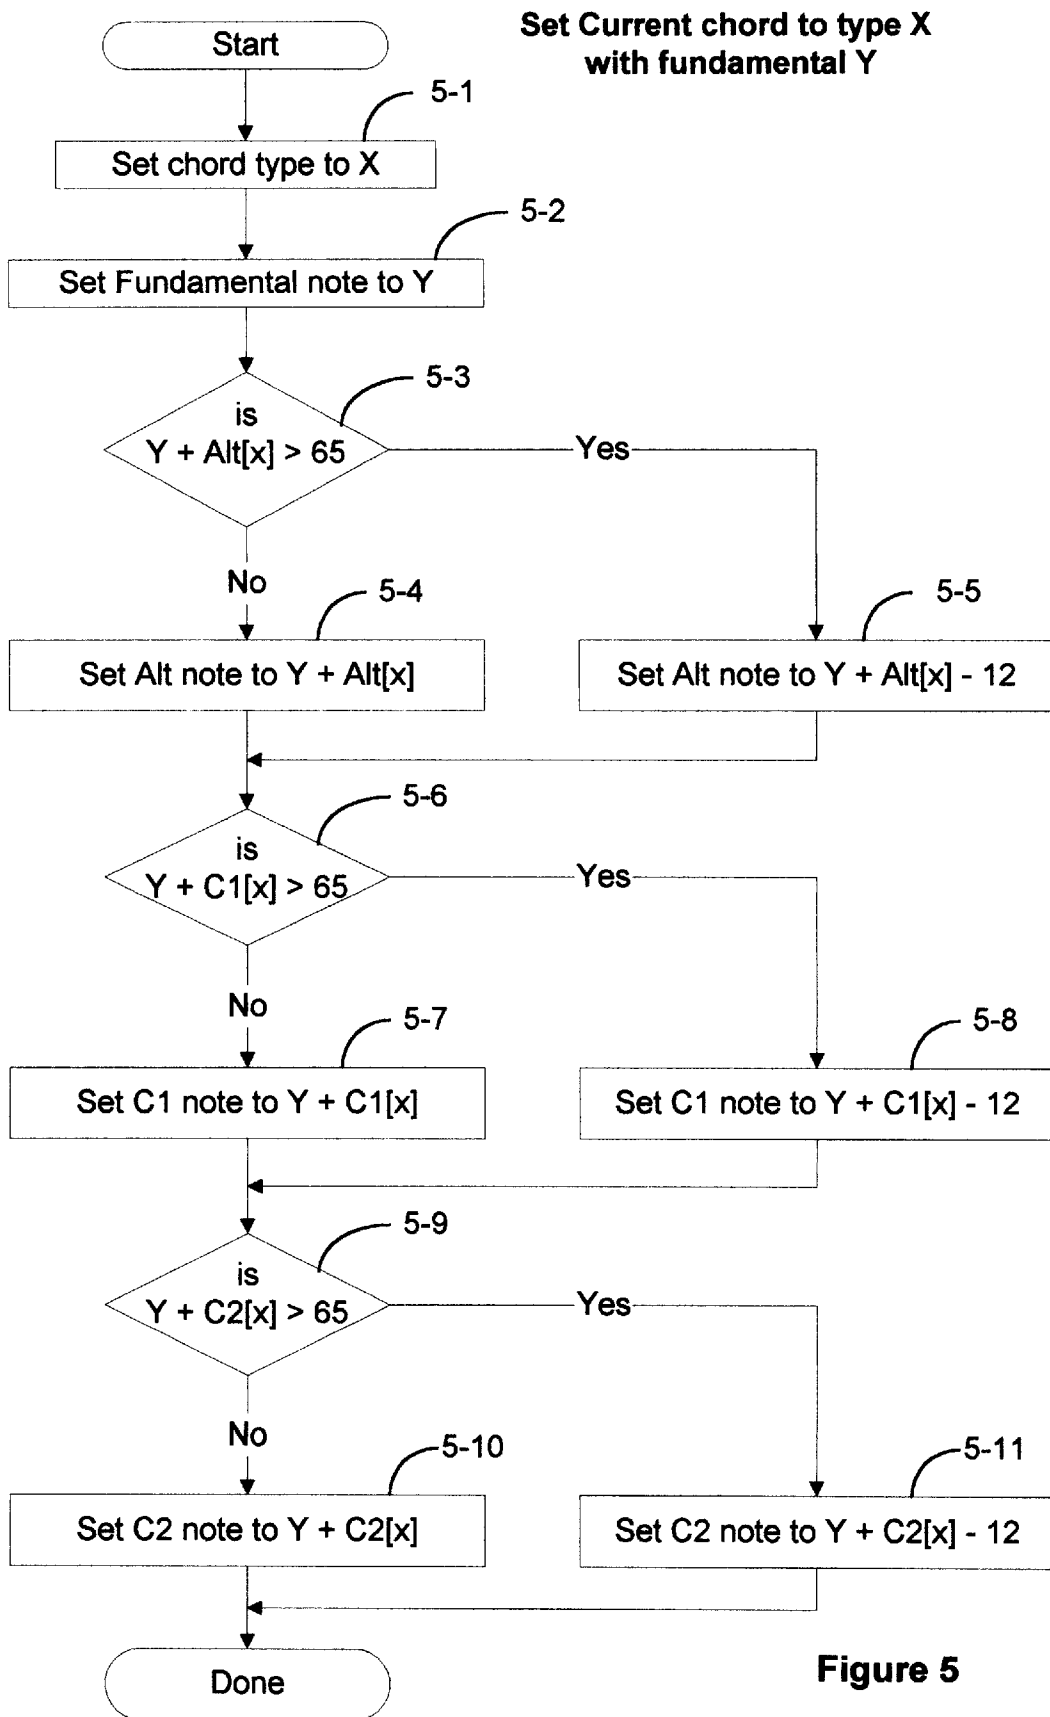 Set Current chord to type X
with fundamental Y
Start
5-1
Set chord type to X
5-2
Set Fundamental note to Y
5-3
is
Y + Alt[x] > 65
Yes
No
5-4
5-5
Set Alt note to Y + Alt[x]
Set Alt note to Y + Alt[x] - 12
5-6
is
Y + C1[x] > 65
Yes
No
5-7
5-8
Set C1 note to Y + C1[x]
Set C1 note to Y + C1[x] - 12
5-9
is
Y + C2[x] > 65
Yes
No
5-10
5-11
Set C2 note to Y + C2[x]
Set C2 note to Y + C2[x] - 12
Done
Figure 5